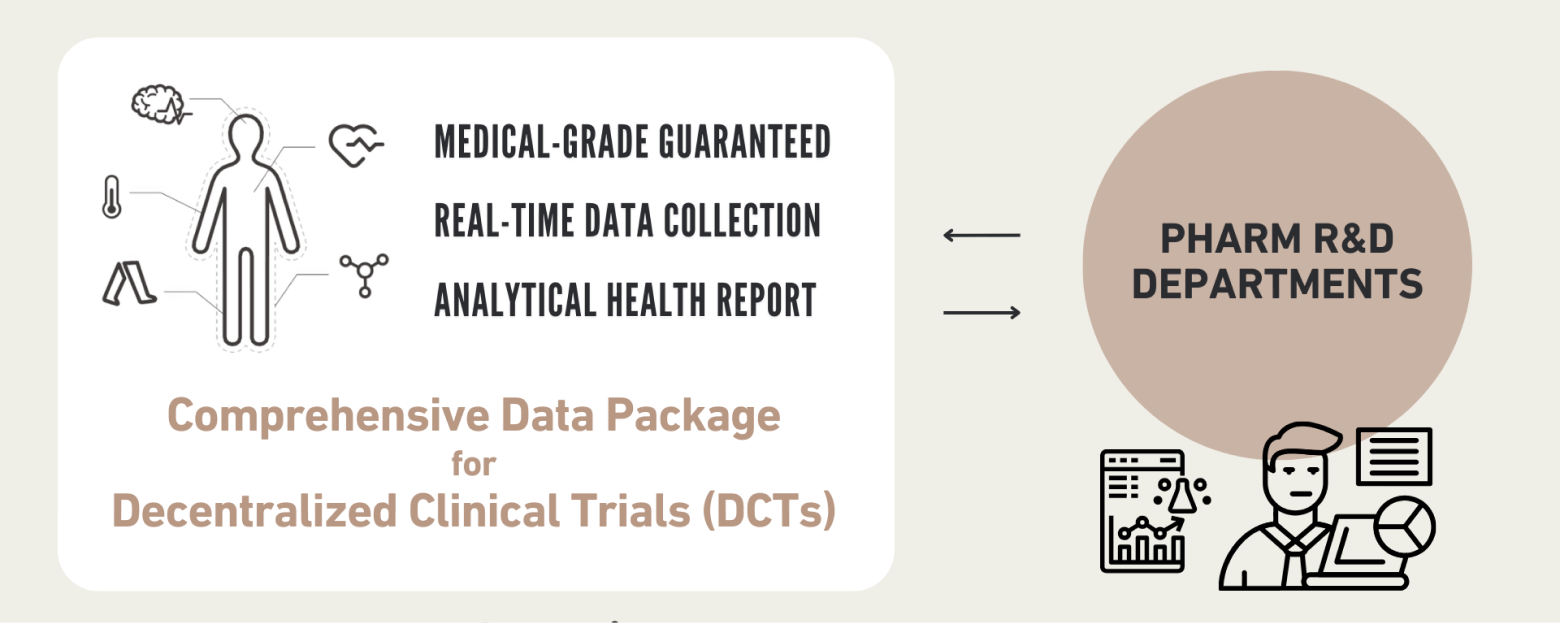 MEDICAL-GRADE GUARANTEED
REAL-TIME DATA COLLECTION
ANALYTICAL HEALTH REPORT
Comprehensive Data Package
for
Decentralized Clinical Trials (DCTs)
PHARM R&D
DEPARTMENTS